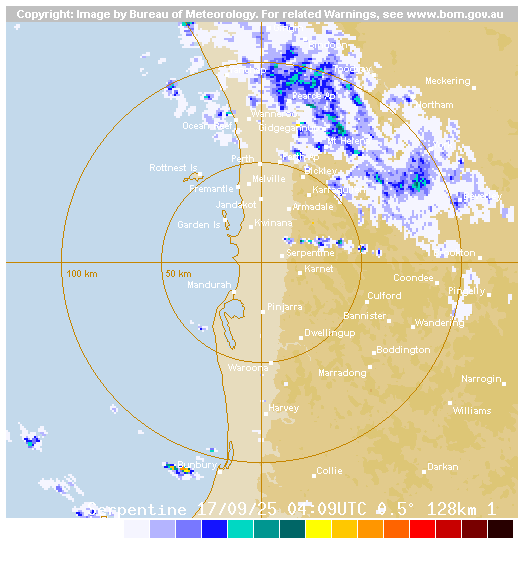 Copyright: Image by Bureau of Meteorology. For related Warnings, see www.bom.gov.au
Meckering
Northam
Pearce Ap
Wanneroo
Ocean Reef
Perth
Bickley
Rottnest Is
Melville
Fremantle
Jandakot
Armadale
Garden Is
Kwinana
Serpentine
100 km
50 km
Karnet
Mandurah
Coondee
Culford
Pinjarra
Bannister
Wandering
Dwellingup
Boddington
Waroona
Marradong
Narrogin
Harvey
Williams
Bunbury
Collie
Darkan
Serpentine 17/09/25 04:09UTC 0.5° 128km 1